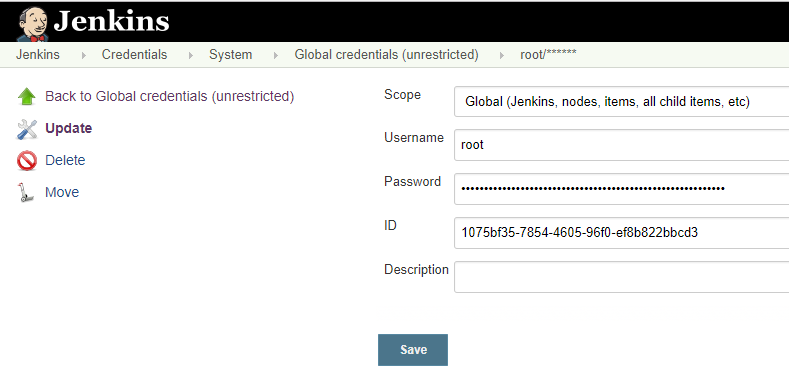 Jenkins
Jenkins Credentials System Global credentials (unrestricted) root/******
Back to Global credentials (unrestricted)
Update
Delete
Move
Scope Global (Jenkins, nodes, items, all child items, etc)
Username root
Password ••••••••••••••••••••••••••••••••••••••••••••••••••••••••••••
ID 1075bf35-7854-4605-96f0-ef8b822bbcd3
Description
Save